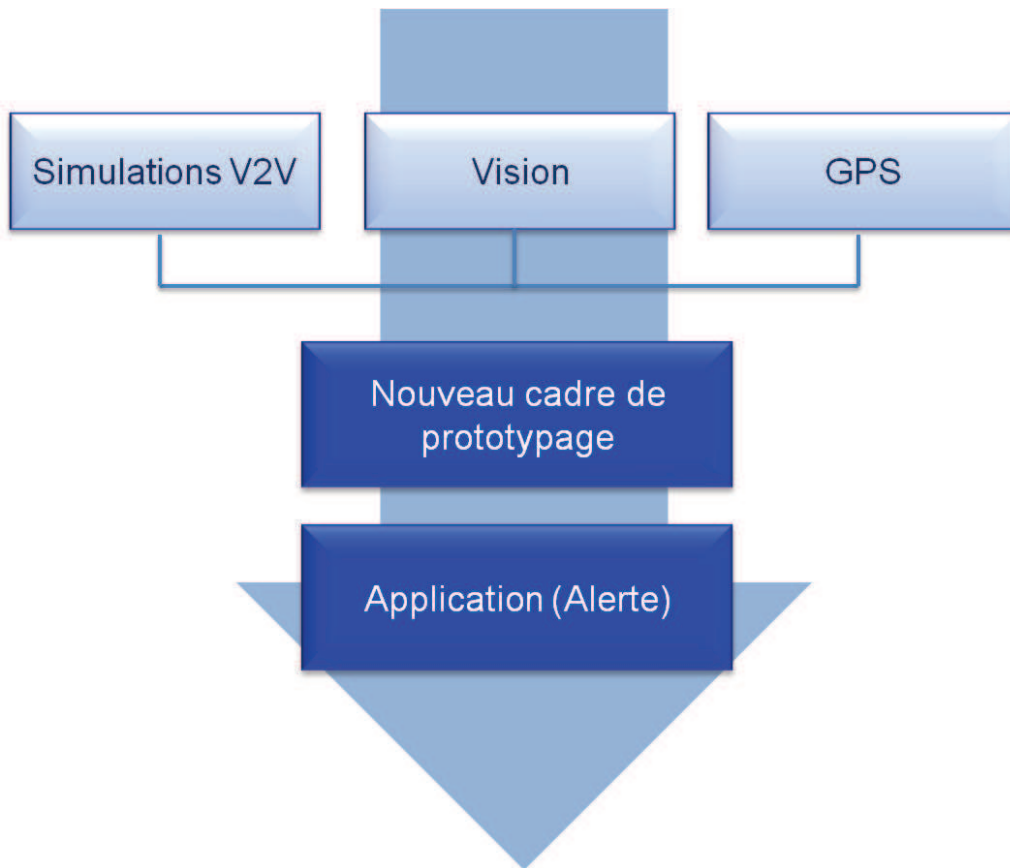 Simulations V2V
Vision
GPS
Nouveau cadre de
prototypage
Application (Alerte)